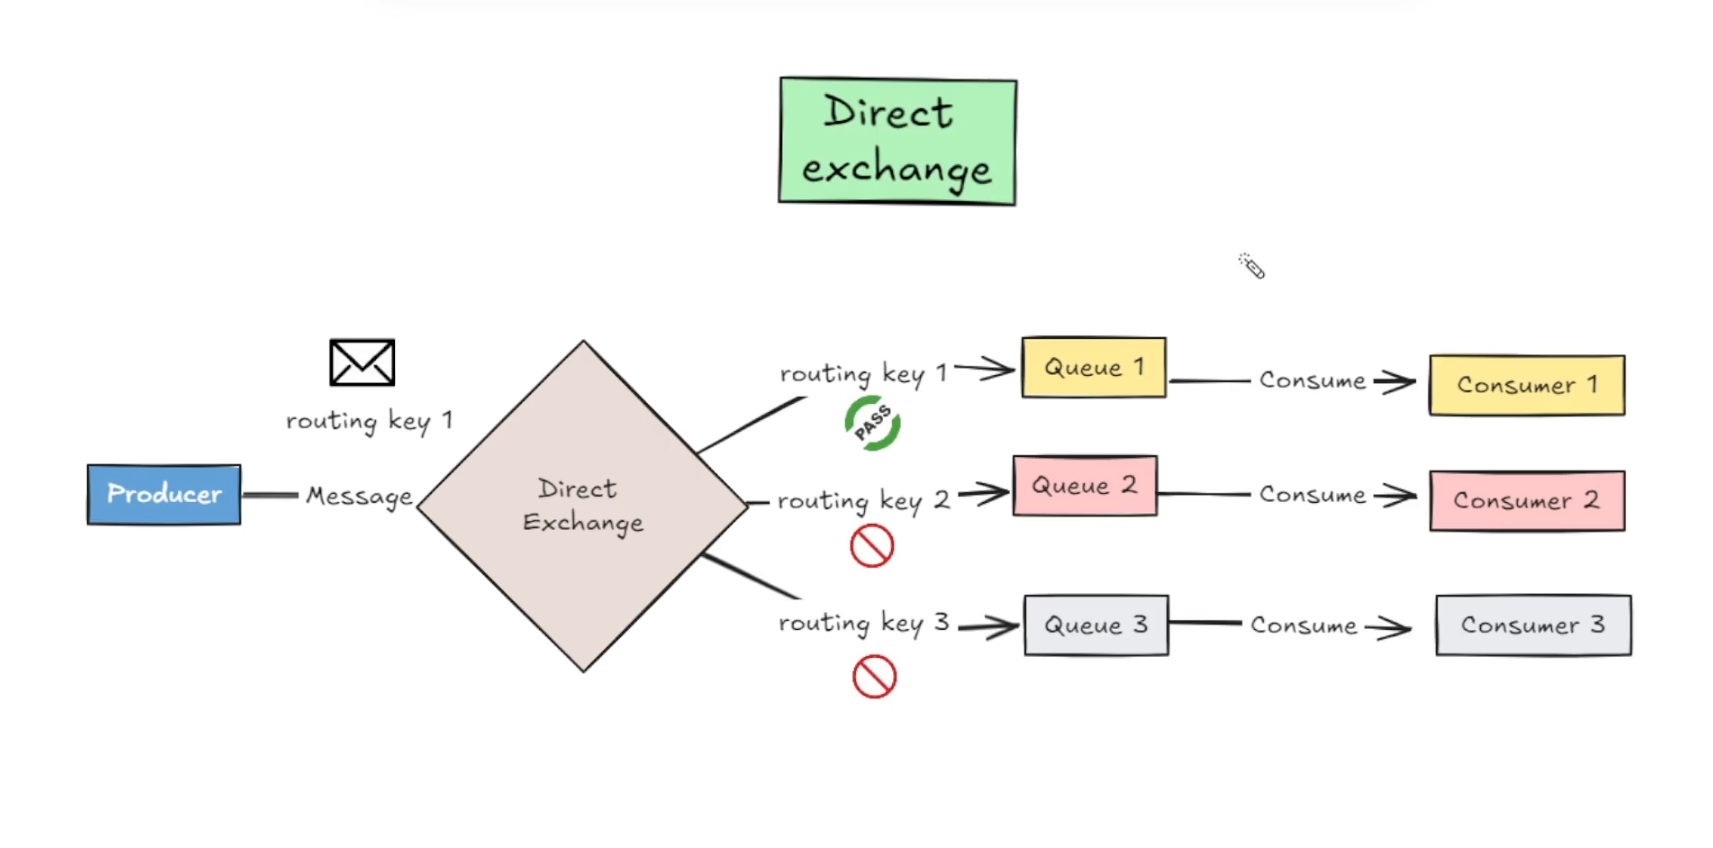 Direct
exchange
routing key 1
Producer
Message
Direct
Exchange
routing key 1
PASS
Queue 1
Consume
Consumer 1
routing key 2
Queue 2
Consume
Consumer 2
routing key 3
Queue 3
Consume
Consumer 3